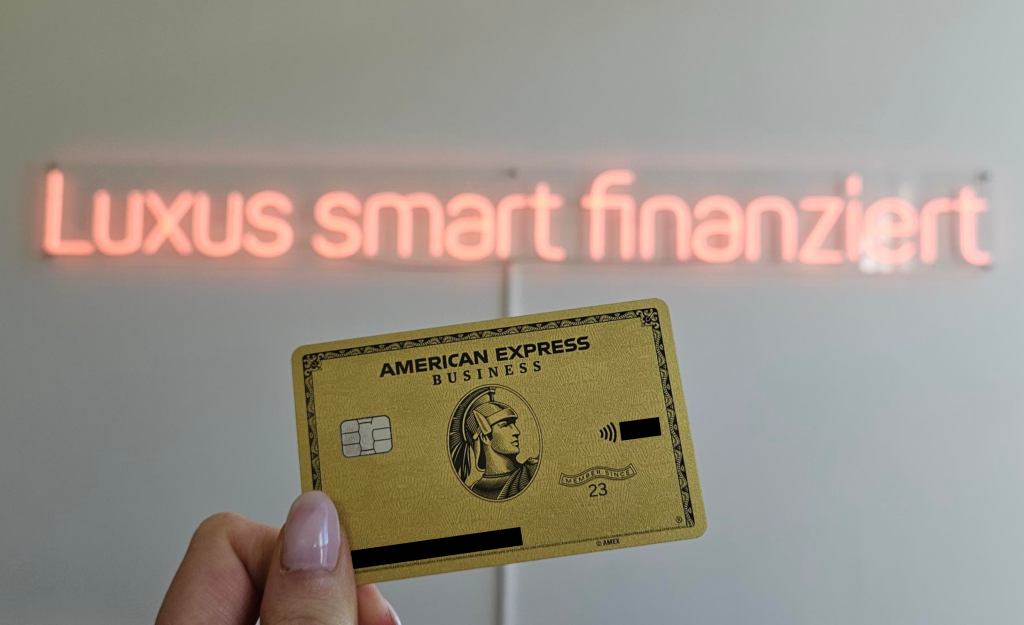 Luxus smart finanziert
AMERICAN EXPRESS
BUSINESS
MEMBER SINCE
23
®
© AMEX